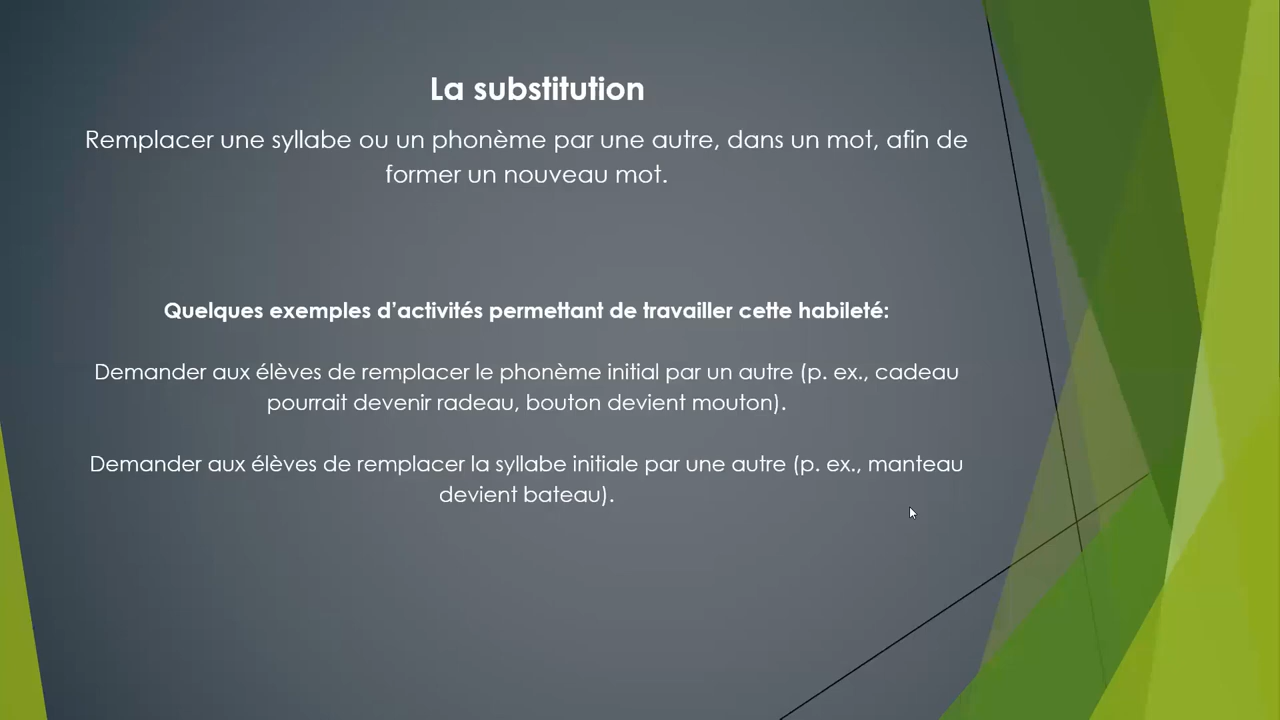 La substitution
Remplacer une syllabe ou un phonème par une autre, dans un mot, afin de
former un nouveau mot.
Quelques exemples d’activités permettant de travailler cette habileté:
Demander aux élèves de remplacer le phonème initial par un autre (p. ex., cadeau
pourrait devenir radeau, bouton devient mouton).
Demander aux élèves de remplacer la syllabe initiale par une autre (p. ex., manteau
devient bateau).